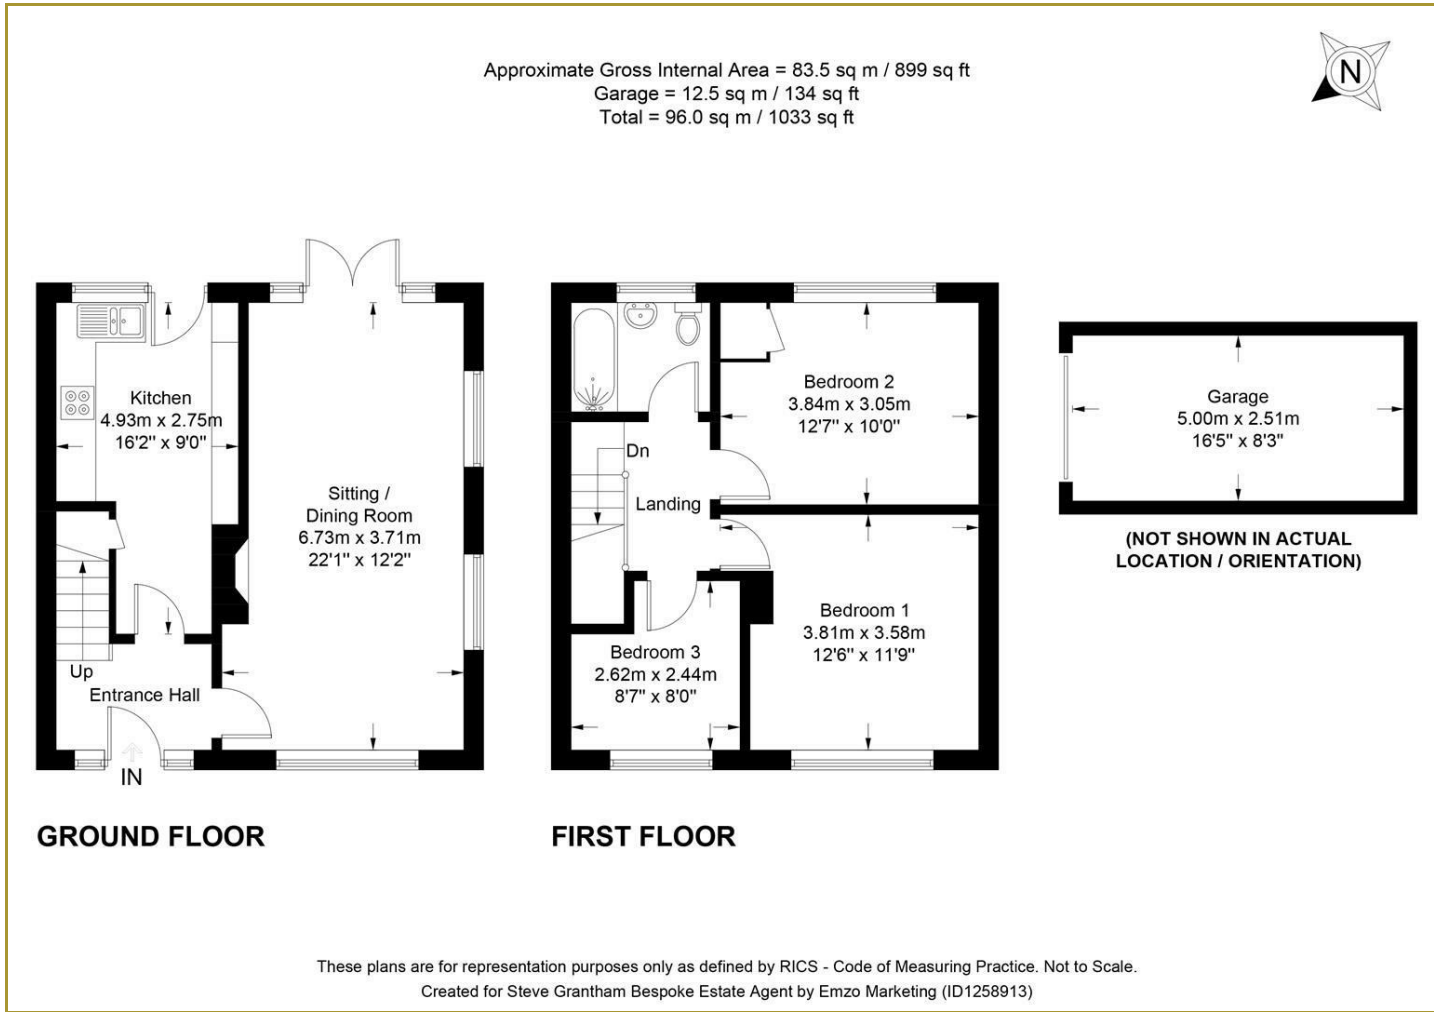 Approximate Gross Internal Area = 83.5 sq m / 899 sq ft
Garage = 12.5 sq m / 134 sq ft
Total = 96.0 sq m / 1033 sq ft
N
Kitchen
4.93m x 2.75m
16'2" x 9'0"
Sitting /
Dining Room
6.73m x 3.71m
22'1" x 12'2"
Up
Entrance Hall
IN
GROUND FLOOR
Bedroom 2
3.84m x 3.05m
12'7" x 10'0"
Dn
Landing
Bedroom 1
3.81m x 3.58m
12'6" x 11'9"
Bedroom 3
2.62m x 2.44m
8'7" x 8'0"
FIRST FLOOR
Garage
5.00m x 2.51m
16'5" x 8'3"
(NOT SHOWN IN ACTUAL
LOCATION / ORIENTATION)
These plans are for representation purposes only as defined by RICS - Code of Measuring Practice. Not to Scale.
Created for Steve Grantham Bespoke Estate Agent by Emzo Marketing (ID1258913)